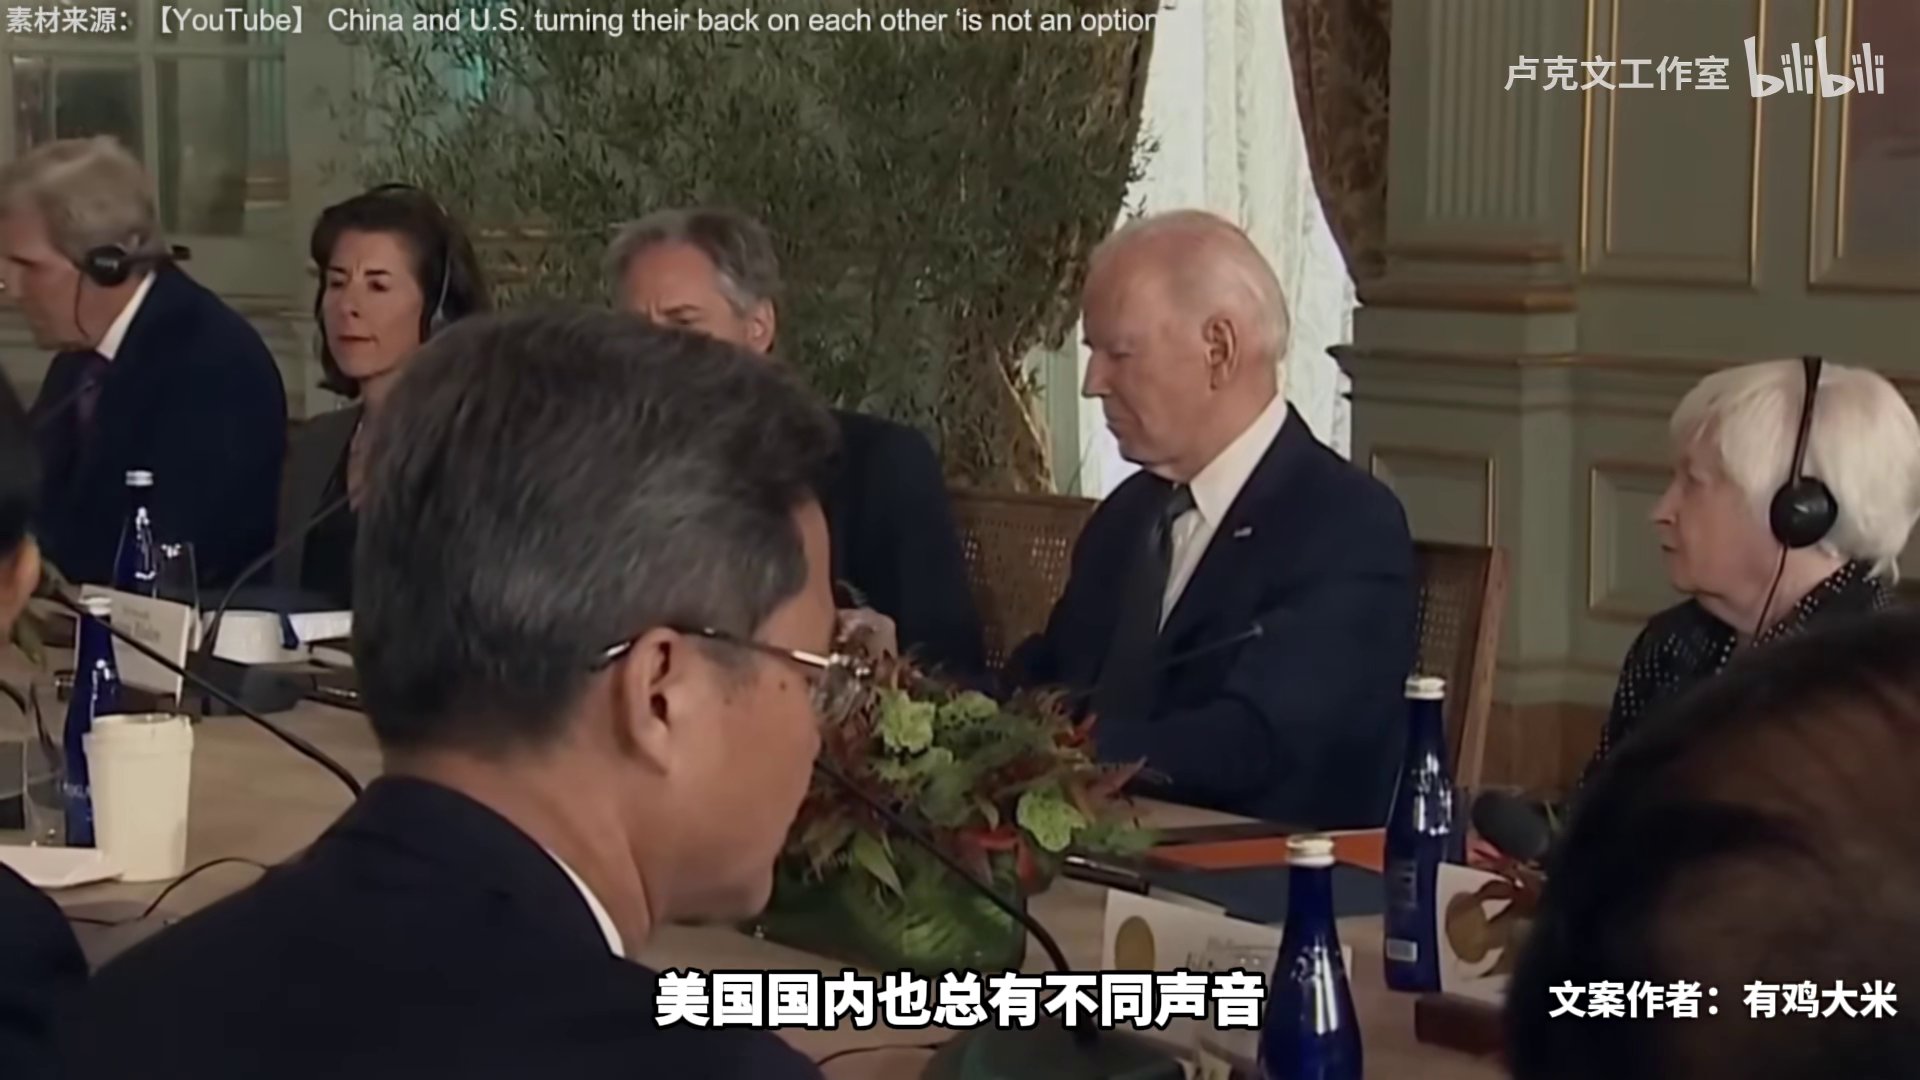 素材来源：【YouTube】 China and U.S. turning their back on each other ‘is not an option
卢克文工作室 bilibili
美国国内也总有不同声音
文案作者：有鸡大米